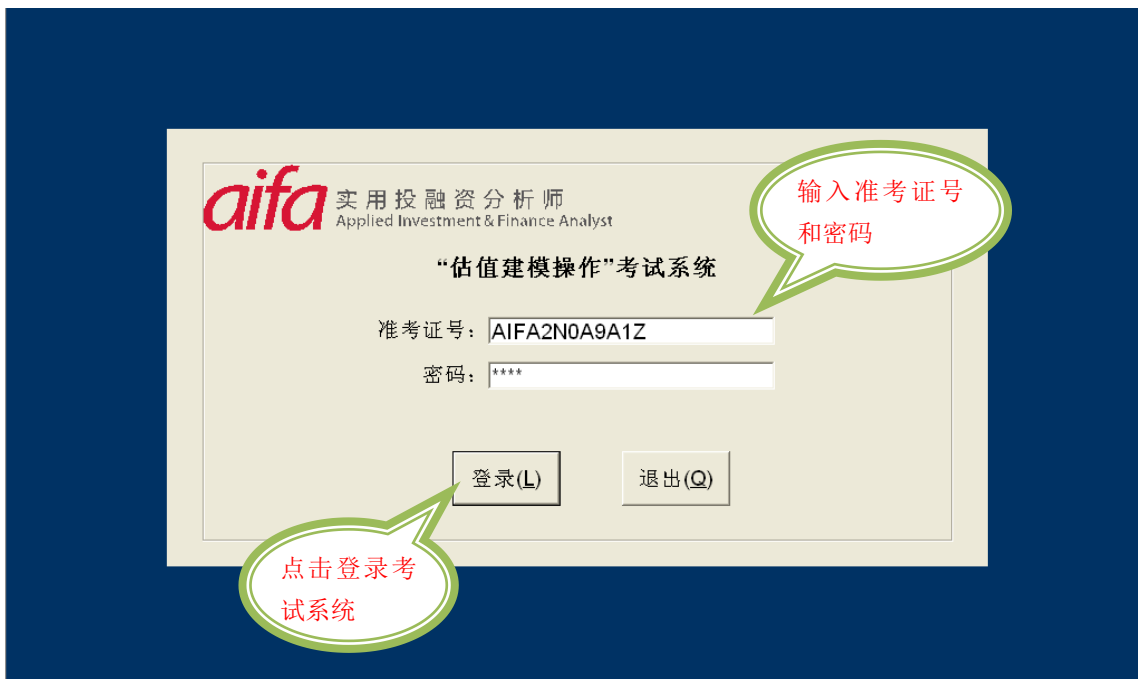 aifa 实用投融资分析师
Applied Investment & Finance Analyst
输入准考证号
和密码
“估值建模操作”考试系统
准考证号: AIFA2N0A9A1Z
密码: ****
登录(L) 退出(Q)
点击登录考
试系统